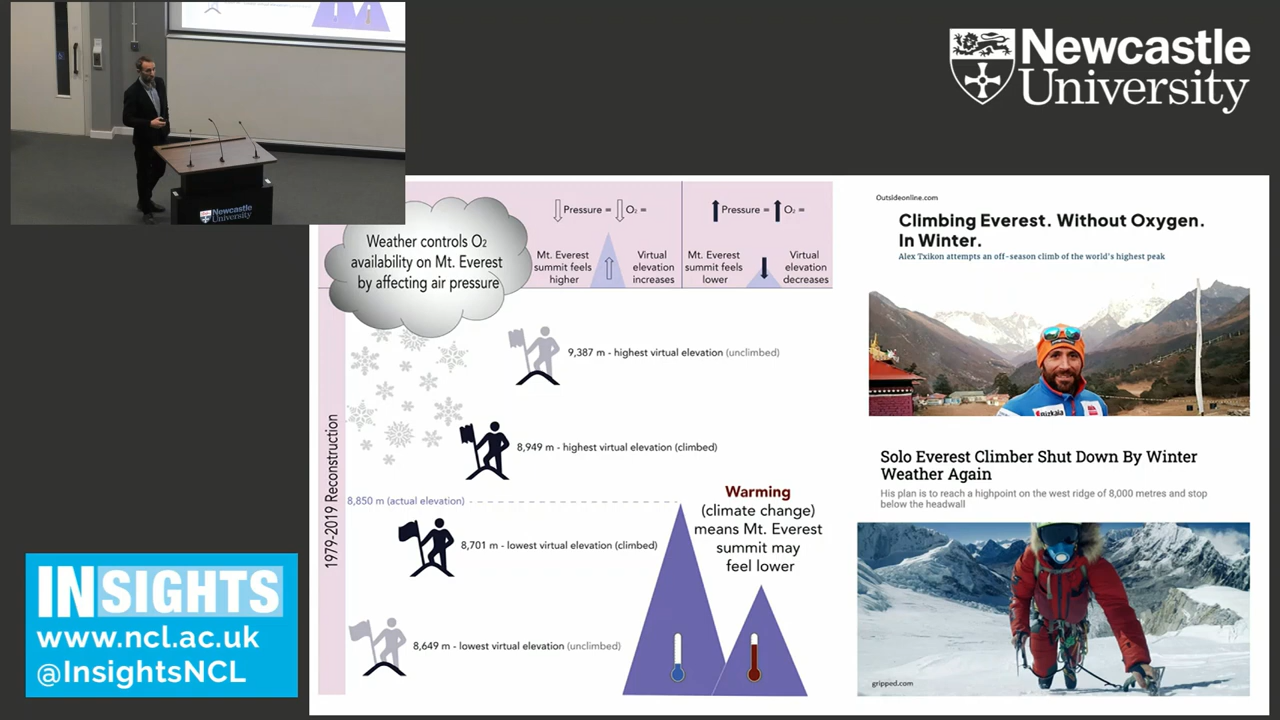 Newcastle
University
Newcastle
University
Weather controls O₂
availability on Mt. Everest
by affecting air pressure
Pressure = O₂ =
Mt. Everest
summit feels
higher
Virtual
elevation
increases
Pressure = O₂ =
Mt. Everest
summit feels
lower
Virtual
elevation
decreases
1979-2019 Reconstruction
9,387 m - highest virtual elevation (unclimbed)
8,949 m - highest virtual elevation (climbed)
8,850 m (actual elevation)
8,701 m - lowest virtual elevation (climbed)
8,649 m - lowest virtual elevation (unclimbed)
Warming
(climate change)
means Mt. Everest
summit may
feel lower
Outsideonline.com
Climbing Everest. Without Oxygen.
In Winter.
Alex Txikon attempts an off-season climb of the world's highest peak
Solo Everest Climber Shut Down By Winter
Weather Again
His plan is to reach a highpoint on the west ridge of 8,000 metres and stop
below the headwall
gripped.com
INSIGHTS
www.ncl.ac.uk
@InsightsNCL